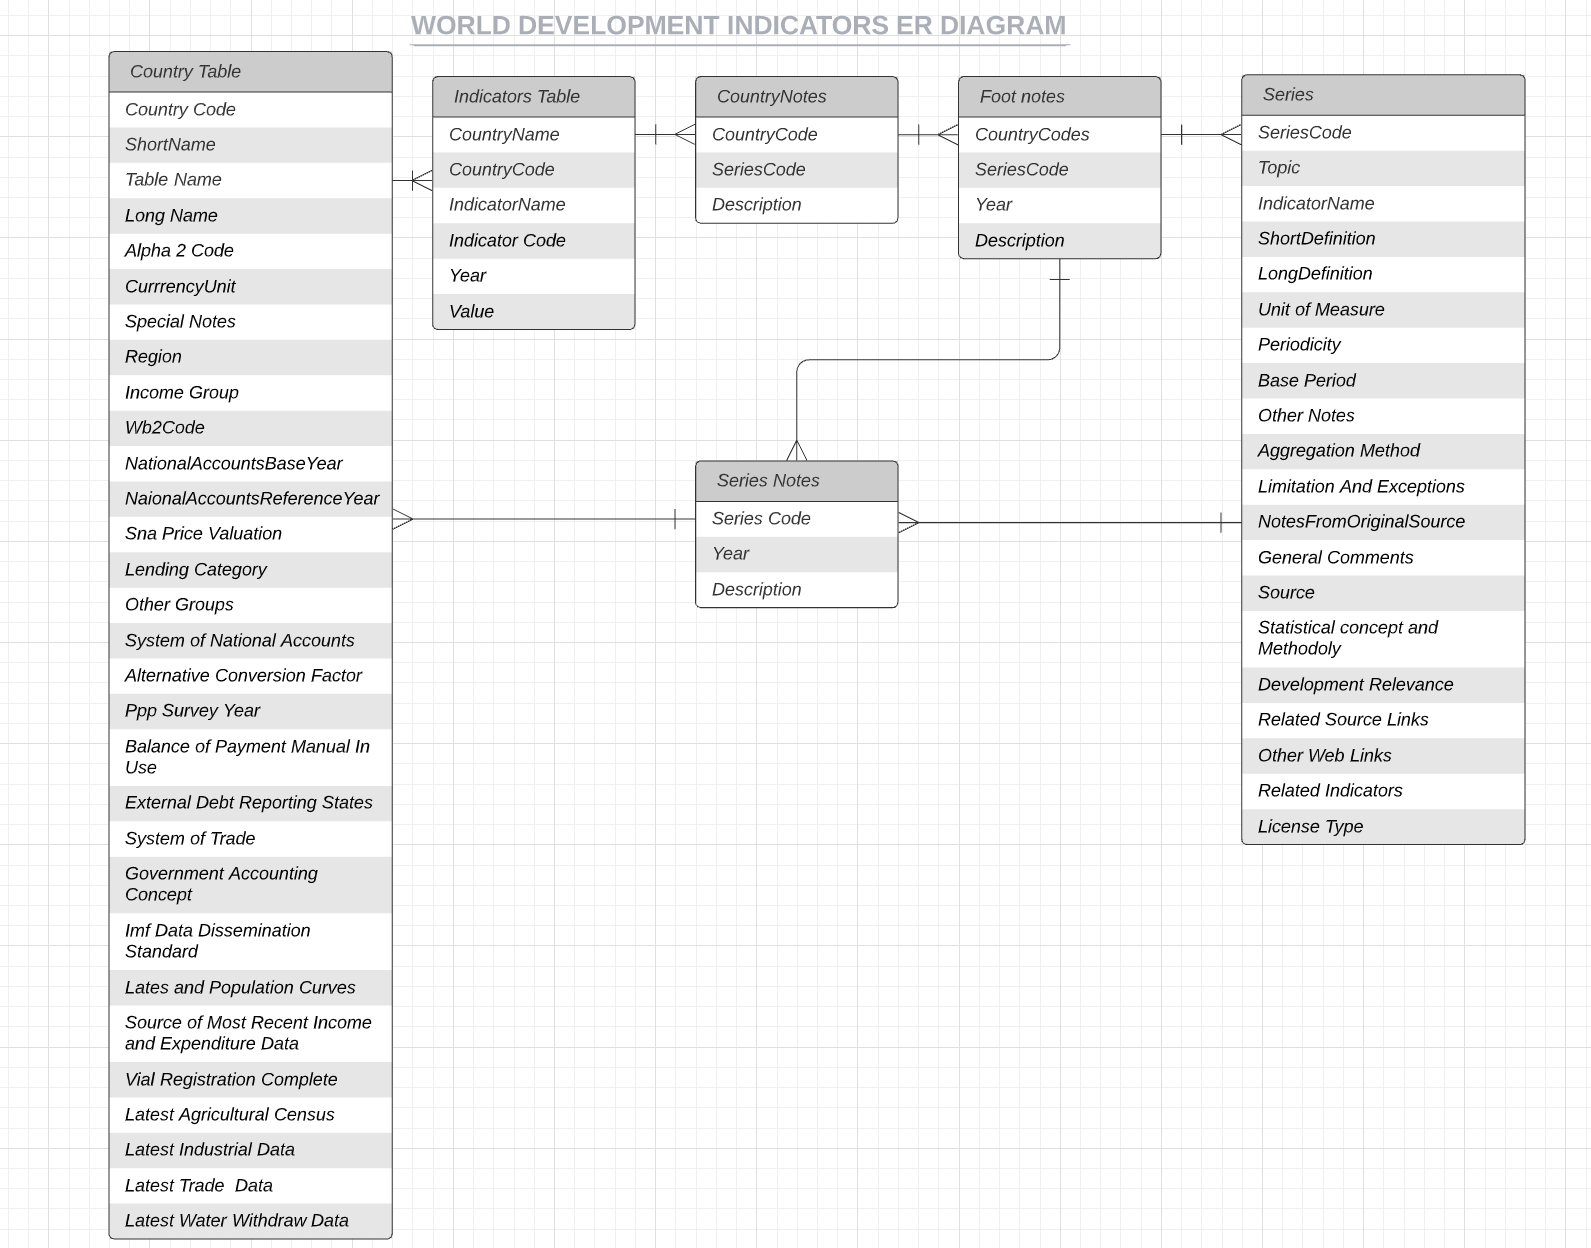 WORLD DEVELOPMENT INDICATORS ER DIAGRAM
Country Table
Country Code
ShortName
Table Name
Long Name
Alpha 2 Code
CurrrencyUnit
Special Notes
Region
Income Group
Wb2Code
NationalAccountsBaseYear
NaionalAccountsReferenceYear
Sna Price Valuation
Lending Category
Other Groups
System of National Accounts
Alternative Conversion Factor
Ppp Survey Year
Balance of Payment Manual In
Use
External Debt Reporting States
System of Trade
Government Accounting
Concept
Imf Data Dissemination
Standard
Lates and Population Curves
Source of Most Recent Income
and Expenditure Data
Vial Registration Complete
Latest Agricultural Census
Latest Industrial Data
Latest Trade  Data
Latest Water Withdraw Data
Indicators Table
CountryName
CountryCode
IndicatorName
Indicator Code
Year
Value
CountryNotes
CountryCode
SeriesCode
Description
Foot notes
CountryCodes
SeriesCode
Year
Description
Series Notes
Series Code
Year
Description
Series
SeriesCode
Topic
IndicatorName
ShortDefinition
LongDefinition
Unit of Measure
Periodicity
Base Period
Other Notes
Aggregation Method
Limitation And Exceptions
NotesFromOriginalSource
General Comments
Source
Statistical concept and
Methodoly
Development Relevance
Related Source Links
Other Web Links
Related Indicators
License Type